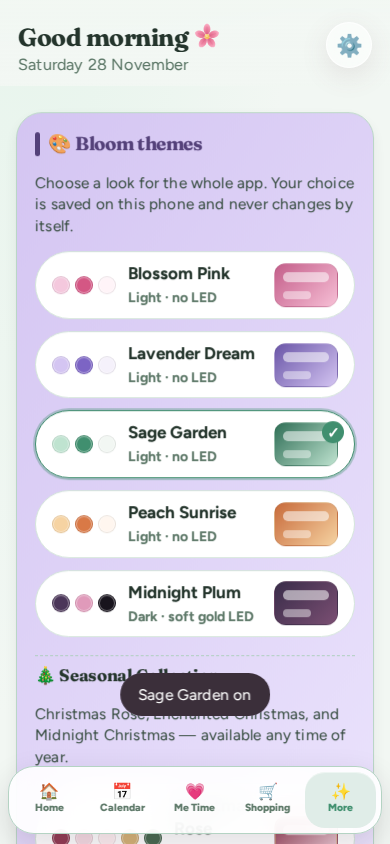 Good morning 🌸
Saturday 28 November
Bloom themes
Choose a look for the whole app. Your choice
is saved on this phone and never changes by
itself.
Blossom Pink
Light · no LED
Lavender Dream
Light · no LED
Sage Garden
Light · no LED
Peach Sunrise
Light · no LED
Midnight Plum
Dark · soft gold LED
Seasonal
Sage Garden on
Christmas Rose, Enchanted Christmas, and
Midnight Christmas — available any time of
year.
Rose
Home
Calendar
Me Time
Shopping
More